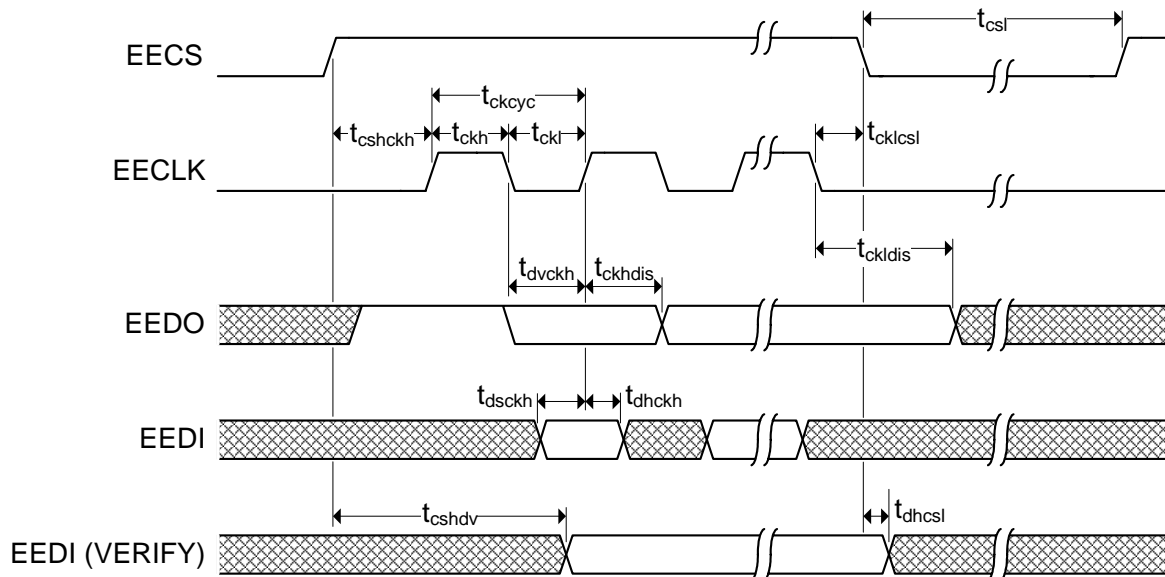 EECS
t_csl
t_ckcyc
t_cshckh
t_ckh
t_ckl
t_cklcsl
EECLK
t_dvckh
t_ckhdis
t_ckldis
EEDO
t_dsckh
t_dhckh
EEDI
t_cshdv
t_dhcsl
EEDI (VERIFY)